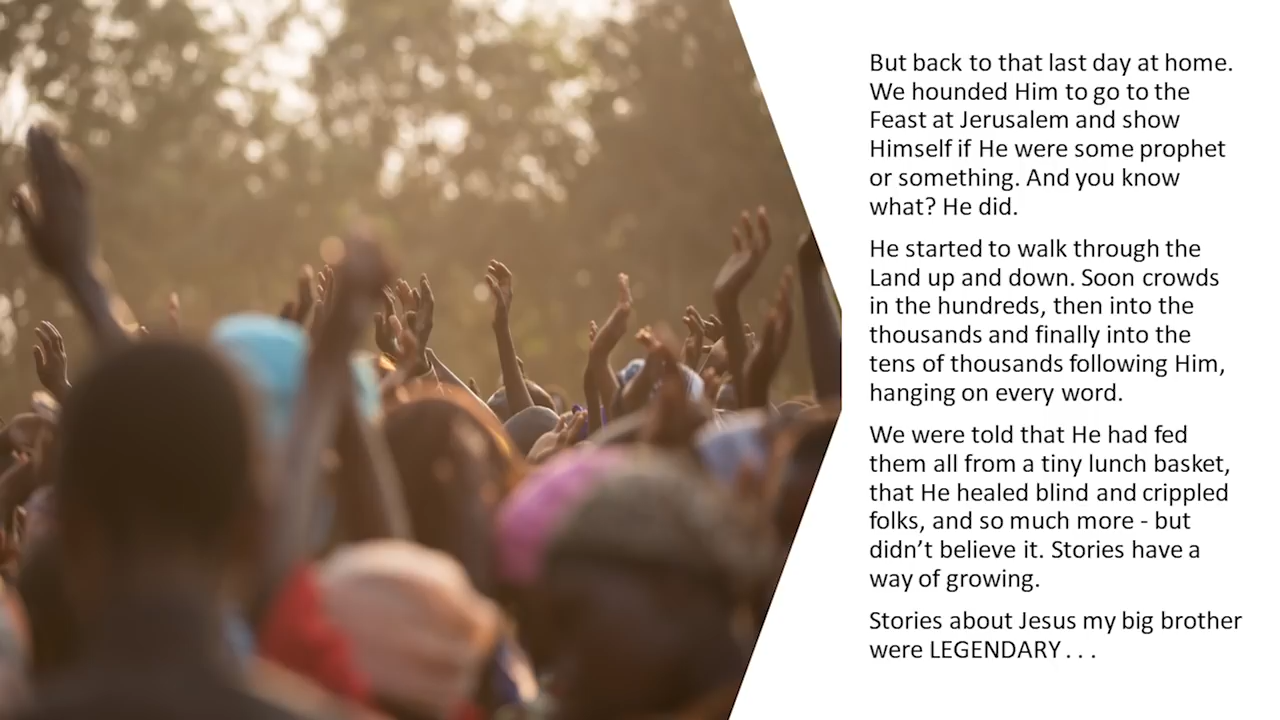 But back to that last day at home.
We hounded Him to go to the
Feast at Jerusalem and show
Himself if He were some prophet
or something. And you know
what? He did.
He started to walk through the
Land up and down. Soon crowds
in the hundreds, then into the
thousands and finally into the
tens of thousands following Him,
hanging on every word.
We were told that He had fed
them all from a tiny lunch basket,
that He healed blind and crippled
folks, and so much more - but
didn’t believe it. Stories have a
way of growing.
Stories about Jesus my big brother
were LEGENDARY . . .